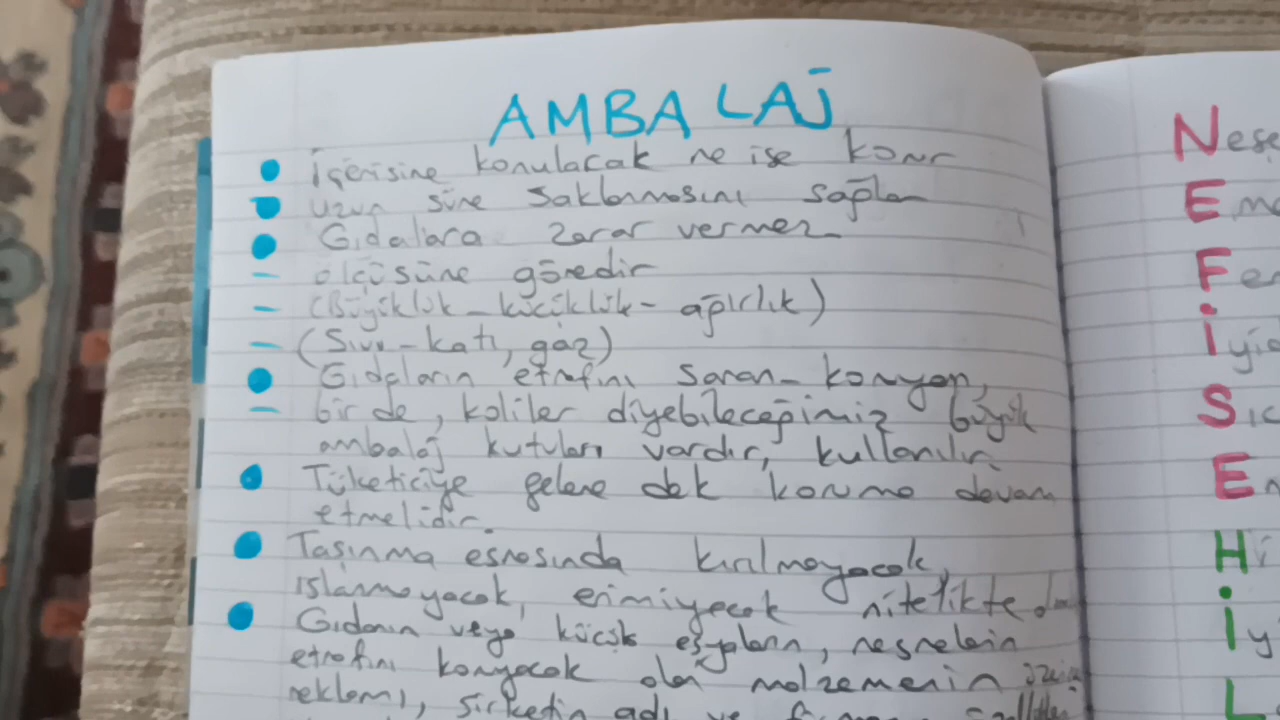 AMBALAJ
İçerisine konulacak ne ise konur
Uzun süre saklanmasını sağlar
Gıdalara zarar vermez
ölçüsüne göredir
(Büyüklük - küçüklük - ağırlık)
(Sıvı - katı, gaz)
Gıdaların etrafını saran - koruyan,
bir de, koliler diyebileceğimiz büyük
ambalaj kutuları vardır, kullanılır.
Tüketiciye gelene dek koruma devam
etmelidir.
Taşınma esnasında kırılmayacak,
ıslanmayacak, erimiyecek nitelikte
Gıdanın veya küçük eşyaların, nesnelerin
etrafını koruyacak olan malzemenin
reklamı, şirketin adı ve
N
E
F
İ
S
E
H
İ
L